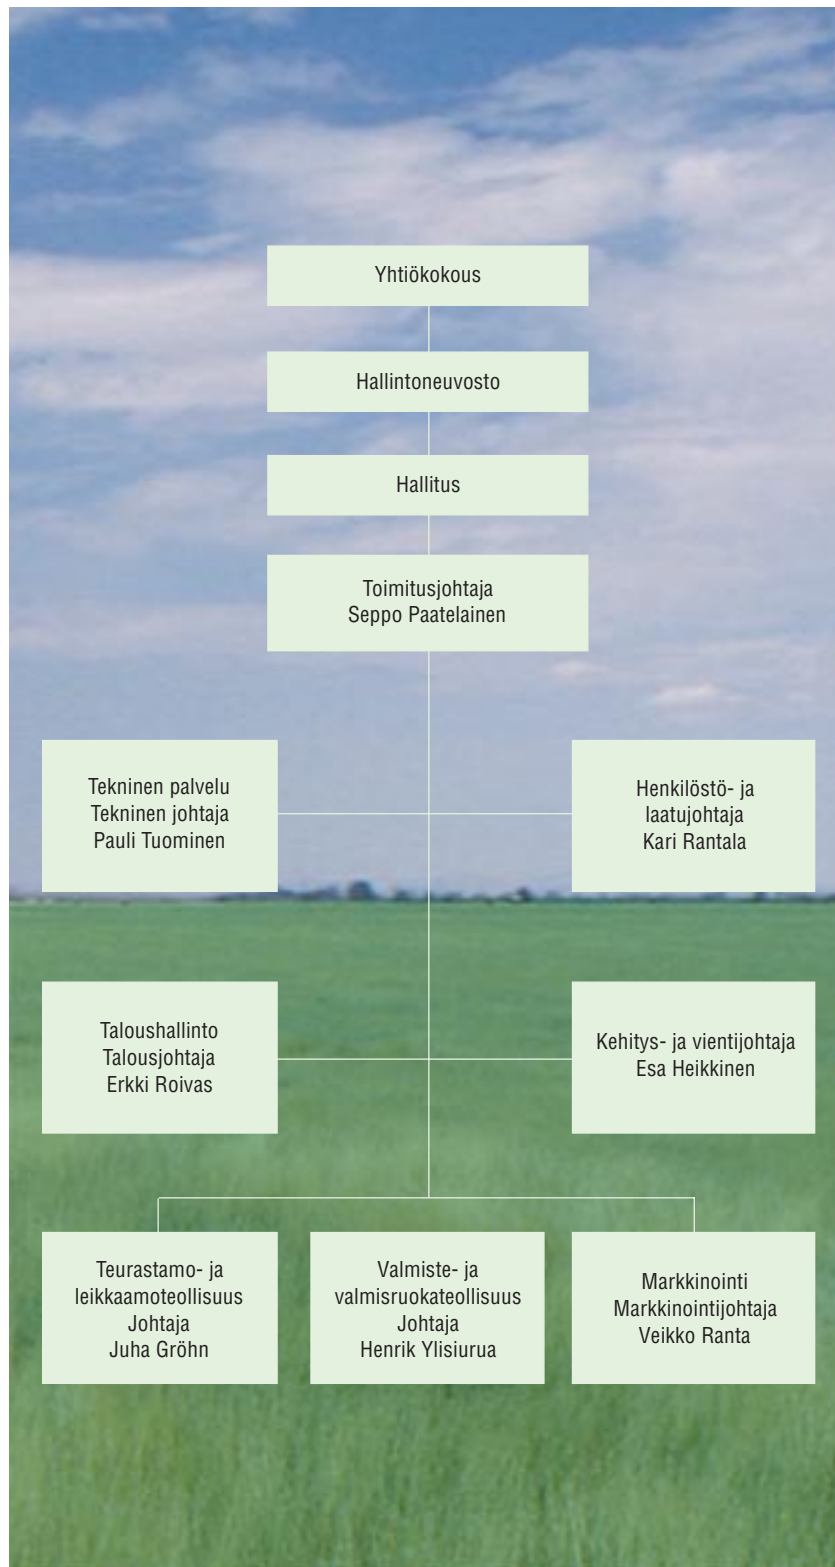 Yhtiökokous
Hallintoneuvosto
Hallitus
Toimitusjohtaja
Seppo Paatelainen
Tekninen palvelu
Tekninen johtaja
Pauli Tuominen
Henkilöstö- ja
laatujohtaja
Kari Rantala
Taloushallinto
Talousjohtaja
Erkki Roivas
Kehitys- ja vientijohtaja
Esa Heikkinen
Teurastamo- ja
leikkaamoteollisuus
Johtaja
Juha Gröhn
Valmiste- ja
valmisruokateollisuus
Johtaja
Henrik Ylisiurua
Markkinointi
Markkinointijohtaja
Veikko Ranta